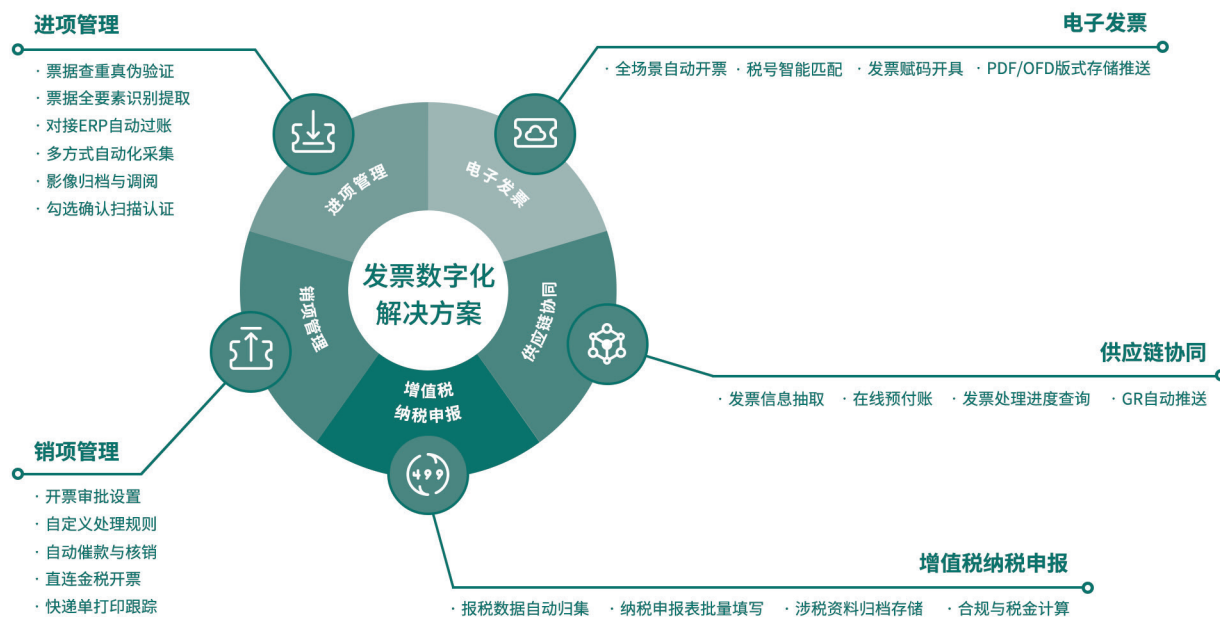 进项管理
· 票据查重真伪验证
· 票据全要素识别提取
· 对接ERP自动过账
· 多方式自动化采集
· 影像归档与调阅
· 勾选确认扫描认证
电子发票
· 全场景自动开票 · 税号智能匹配 · 发票赋码开具 · PDF/OFD版式存储推送
进项管理
电子发票
发票数字化
解决方案
销项管理
供应链协同
增值税
纳税申报
499
供应链协同
· 发票信息抽取 · 在线预付账 · 发票处理进度查询 · GR自动推送
销项管理
· 开票审批设置
· 自定义处理规则
· 自动催款与核销
· 直连金税开票
· 快递单打印跟踪
增值税纳税申报
· 报税数据自动归集 · 纳税申报表批量填写 · 涉税资料归档存储 · 合规与税金计算